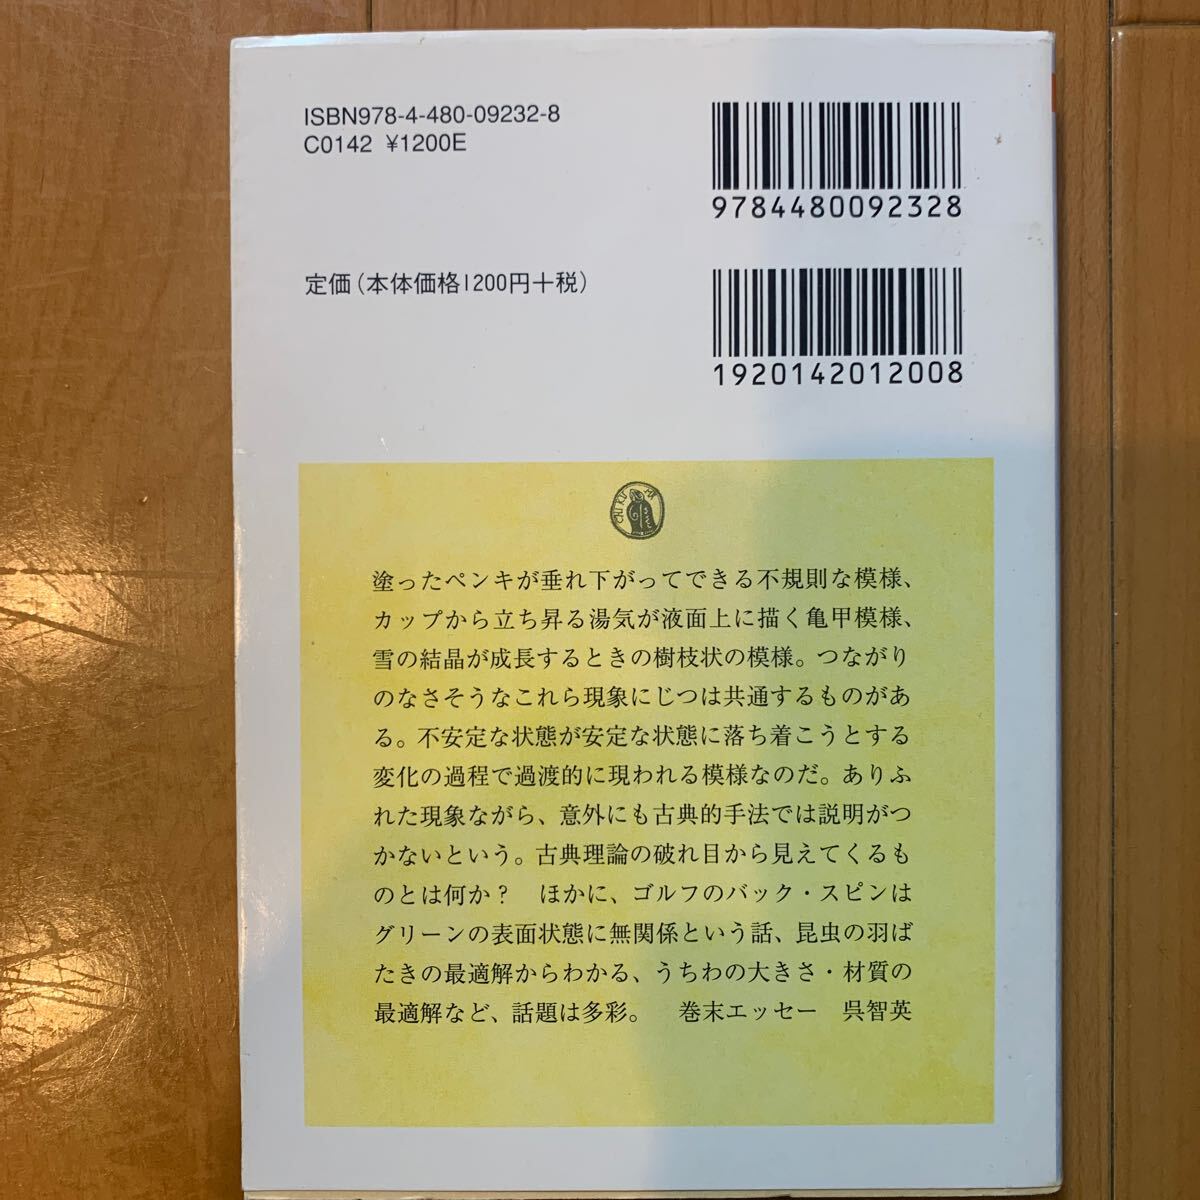 ISBN978-4-480-09232-8
C0142 ¥1200E
9784480092328
定価(本体価格1200円+税)
1920142012008
CHIKUMA
塗ったペンキが垂れ下がってできる不規則な模様、
カップから立ち昇る湯気が液面上に描く亀甲模様、
雪の結晶が成長するときの樹枝状の模様。つながり
のなさそうなこれら現象にじつは共通するものがあ
る。不安定な状態が安定な状態に落ち着こうとする
変化の過程で過渡的に現われる模様なのだ。ありふ
れた現象ながら、意外にも古典的手法では説明がつ
かないという。古典理論の破れ目から見えてくるも
のとは何か? ほかに、ゴルフのバック・スピンは
グリーンの表面状態に無関係という話、昆虫の羽ば
たきの最適解からわかる、うちわの大きさ・材質の
最適解など、話題は多彩。 巻末エッセー 呉智英